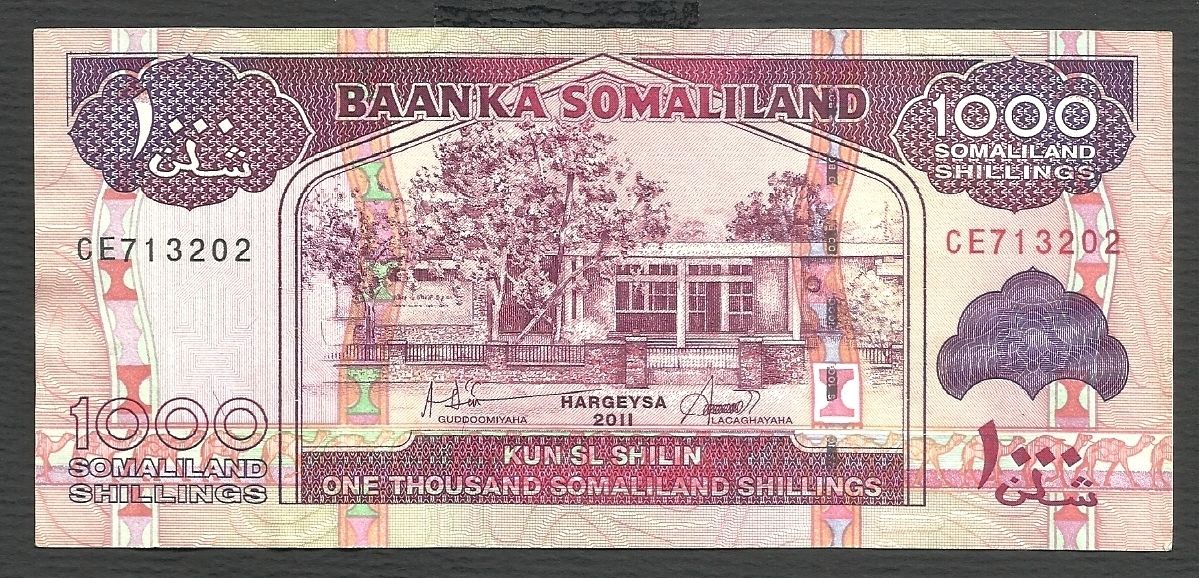 BAANKA SOMALILAND
١٠٠٠
شلن
1000
SOMALILAND
SHILLINGS
CE713202
CE713202
HARGEYSA
2011
GUDDOOMIYAHA
LACAGHAYAHA
1000
SOMALILAND
SHILLINGS
KUN SL SHILIN
ONE THOUSAND SOMALILAND SHILLINGS
١٠٠٠
شلن